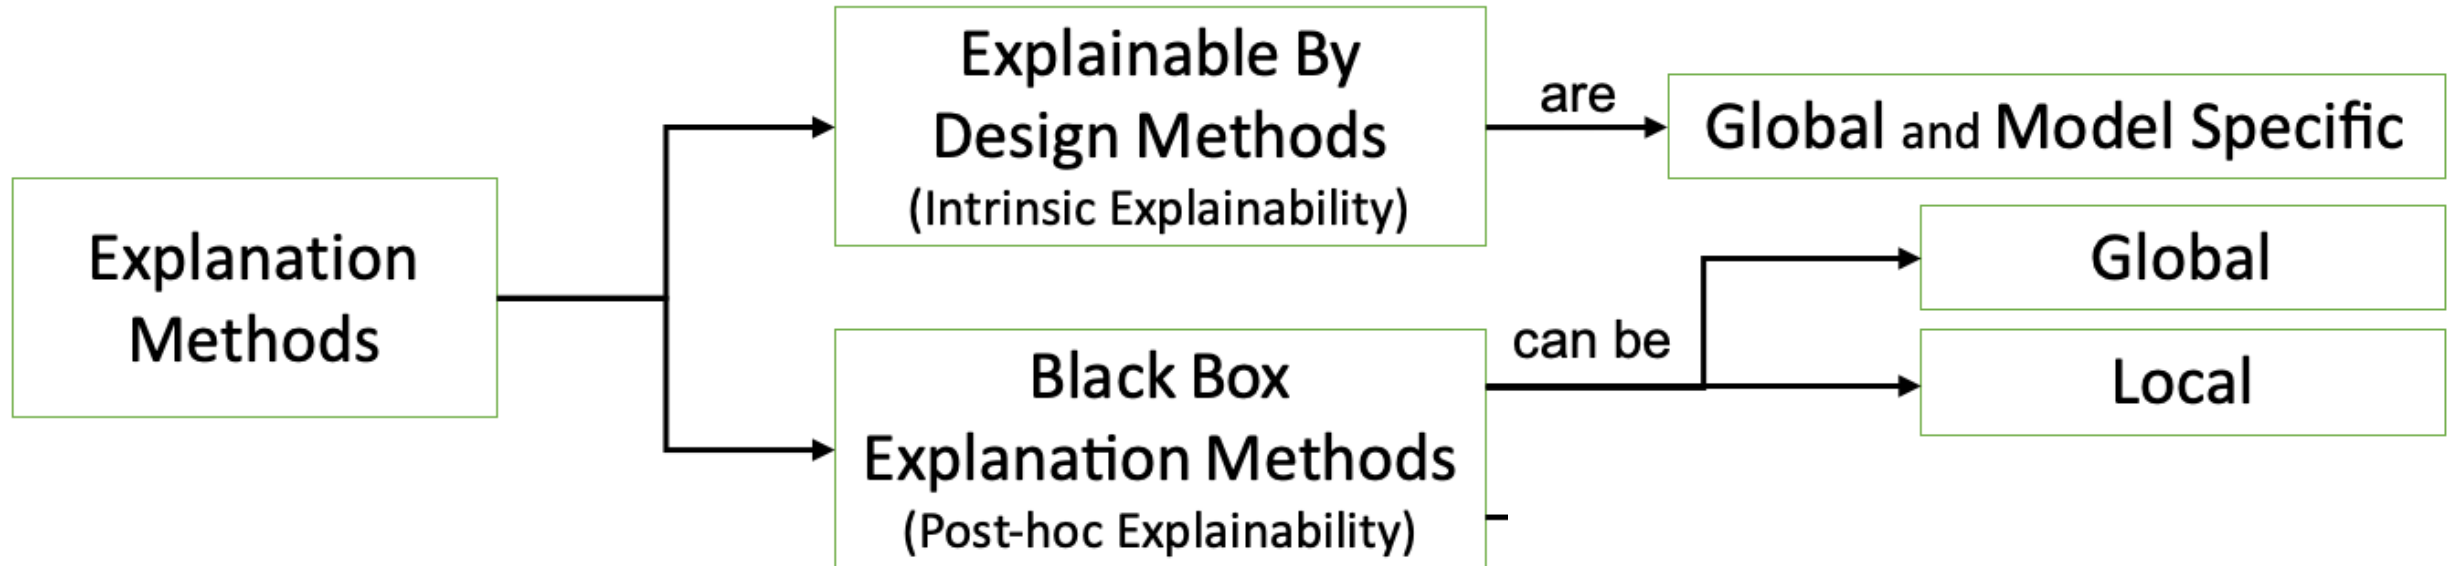 Explanation
Methods
Explainable By
Design Methods
(Intrinsic Explainability)
are
Global and Model Specific
Black Box
Explanation Methods
(Post-hoc Explainability)
can be
Global
Local